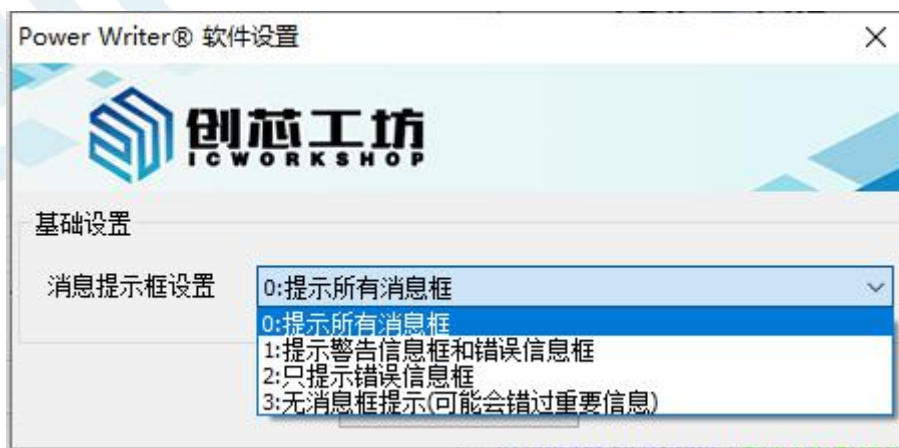 Power Writer® 软件设置
创芯工坊
ICWORKSHOP
基础设置
消息提示框设置
0:提示所有消息框
0:提示所有消息框
1:提示警告信息框和错误信息框
2:只提示错误信息框
3:无消息框提示(可能会错过重要信息)